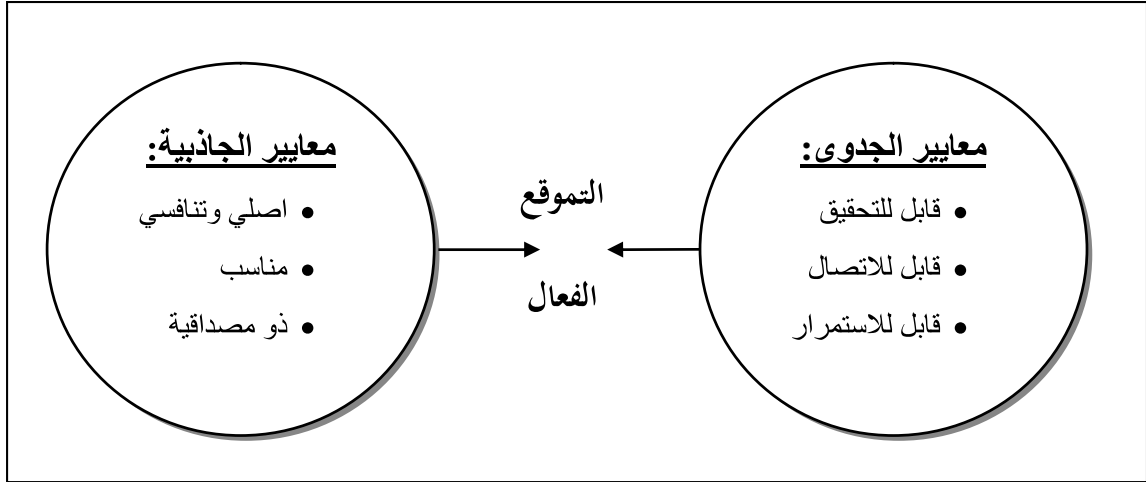 معايير الجدوى:
• قابل للتحقيق
• قابل للاتصال
• قابل للاستمرار
التموقع
الفعال
معايير الجاذبية:
• اصلي وتنافسي
• مناسب
• ذو مصداقية